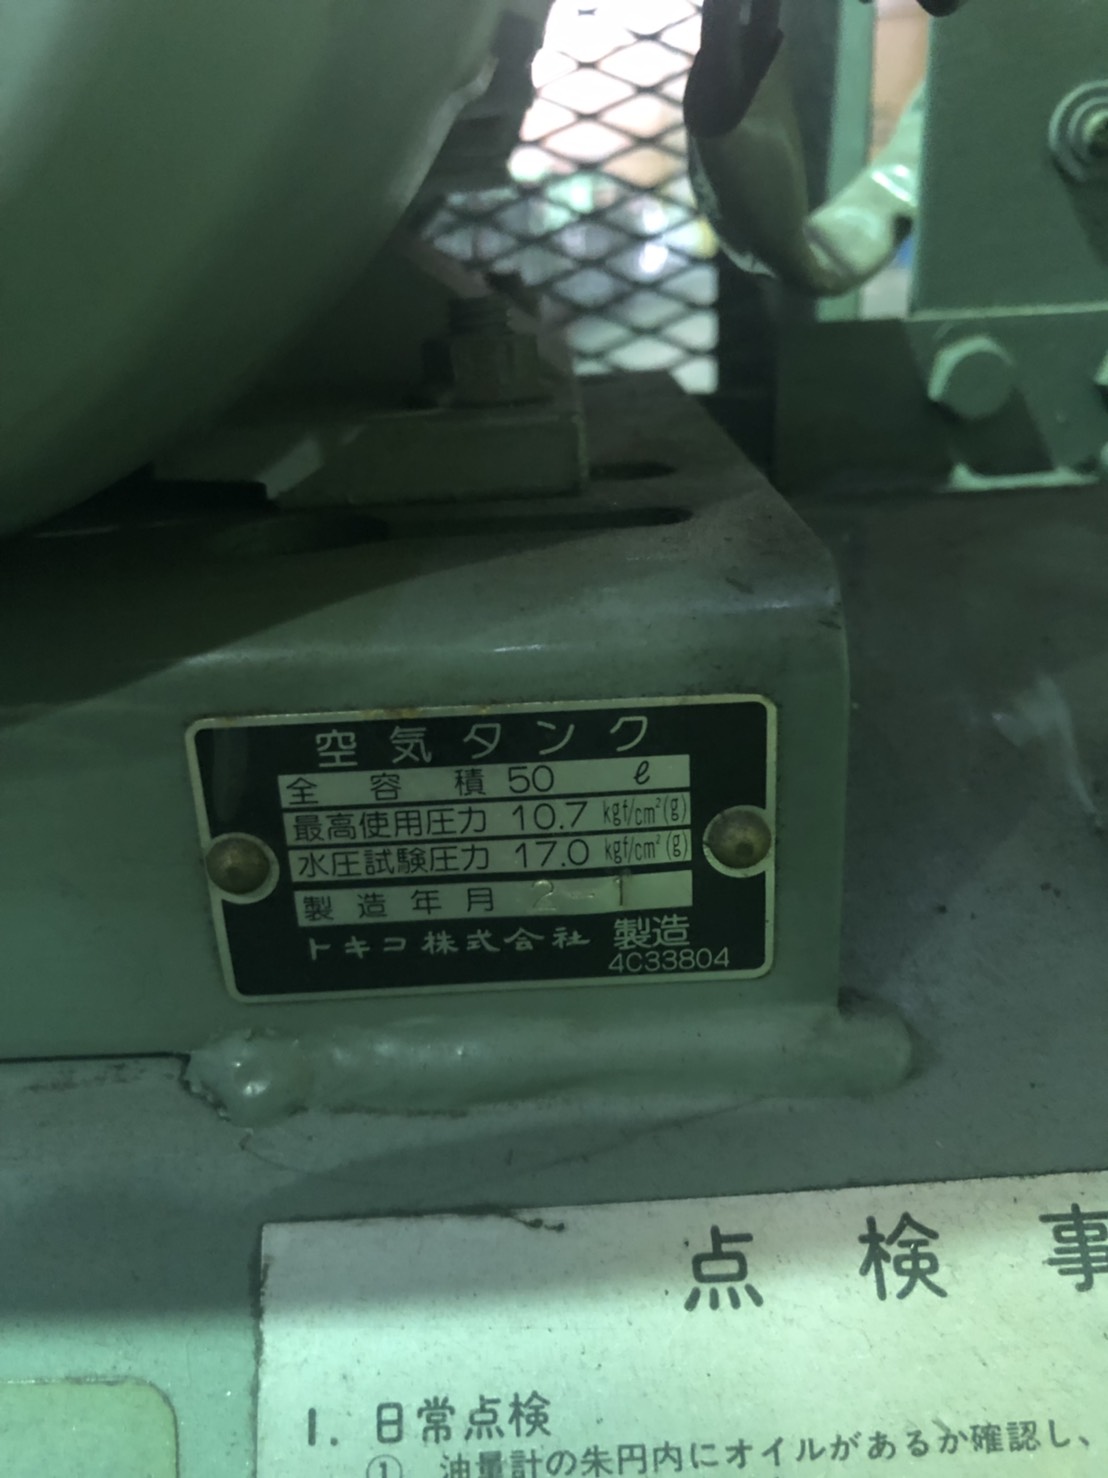 空気タンク
全容積 50 ℓ
最高使用圧力 10.7 kgf/cm²(g)
水圧試験圧力 17.0 kgf/cm²(g)
製造年月 2-1
トキコ株式会社 製造
4C33804
点検事
1. 日常点検
① 油量計の朱円内にオイルがあるか確認し、